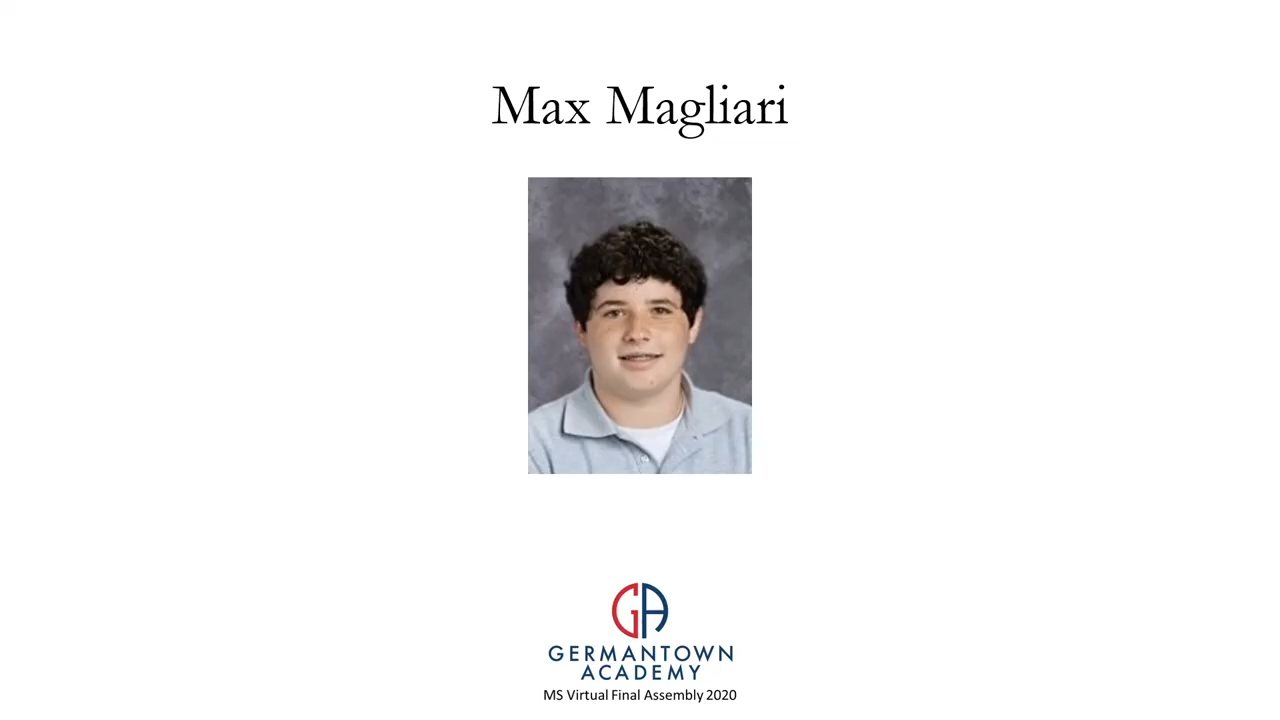 Max Magliari
GA
GERMANTOWN
ACADEMY
MS Virtual Final Assembly 2020